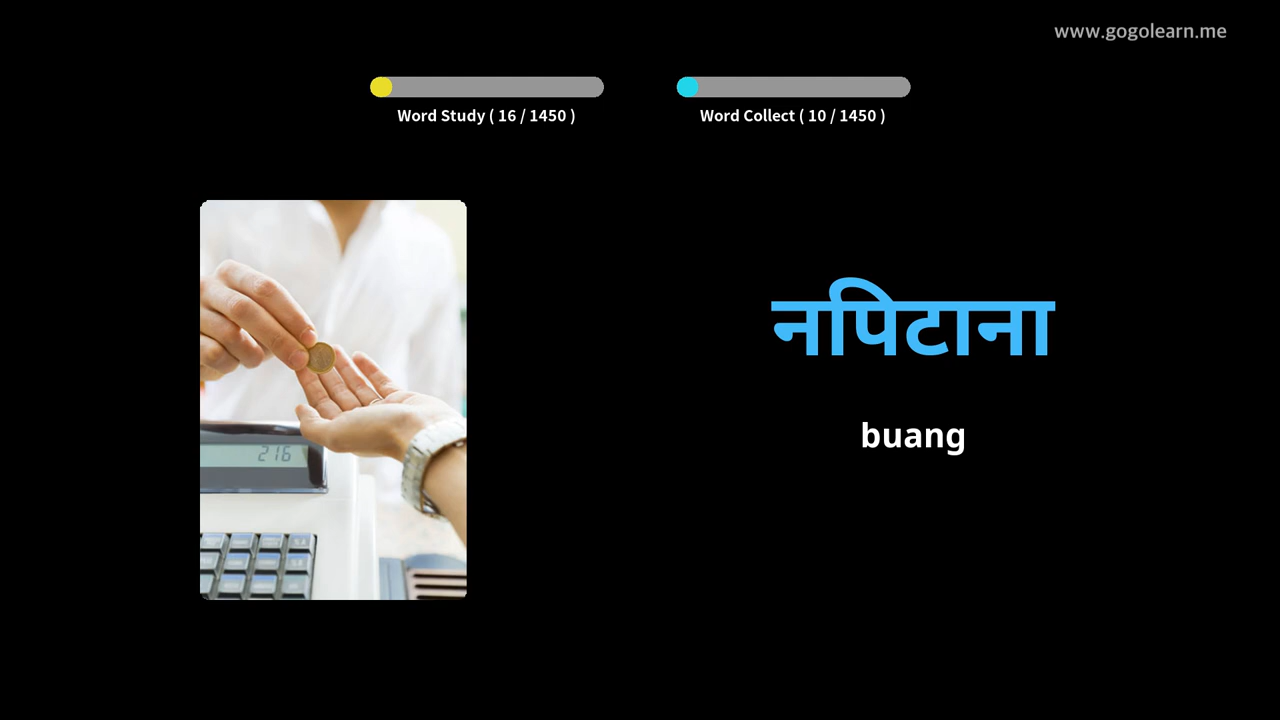 www.gogolearn.me
Word Study ( 16 / 1450 )
Word Collect ( 10 / 1450 )
216
नपिटाना
buang